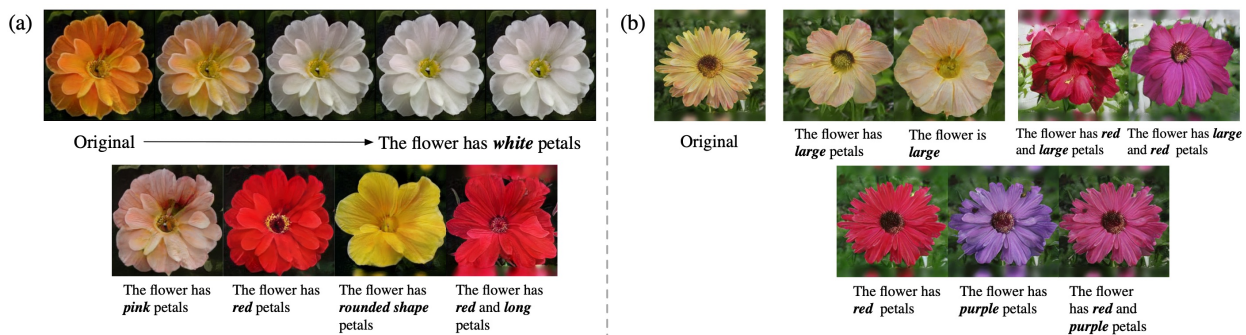 (a)
Original
The flower has white petals
The flower has
pink petals
The flower has
red petals
The flower has
rounded shape
petals
The flower has
red and long
petals
(b)
Original
The flower has
large petals
The flower is
large
The flower has red
and large petals
The flower has large
and red petals
The flower has
red petals
The flower has
purple petals
The flower
has red and
purple petals